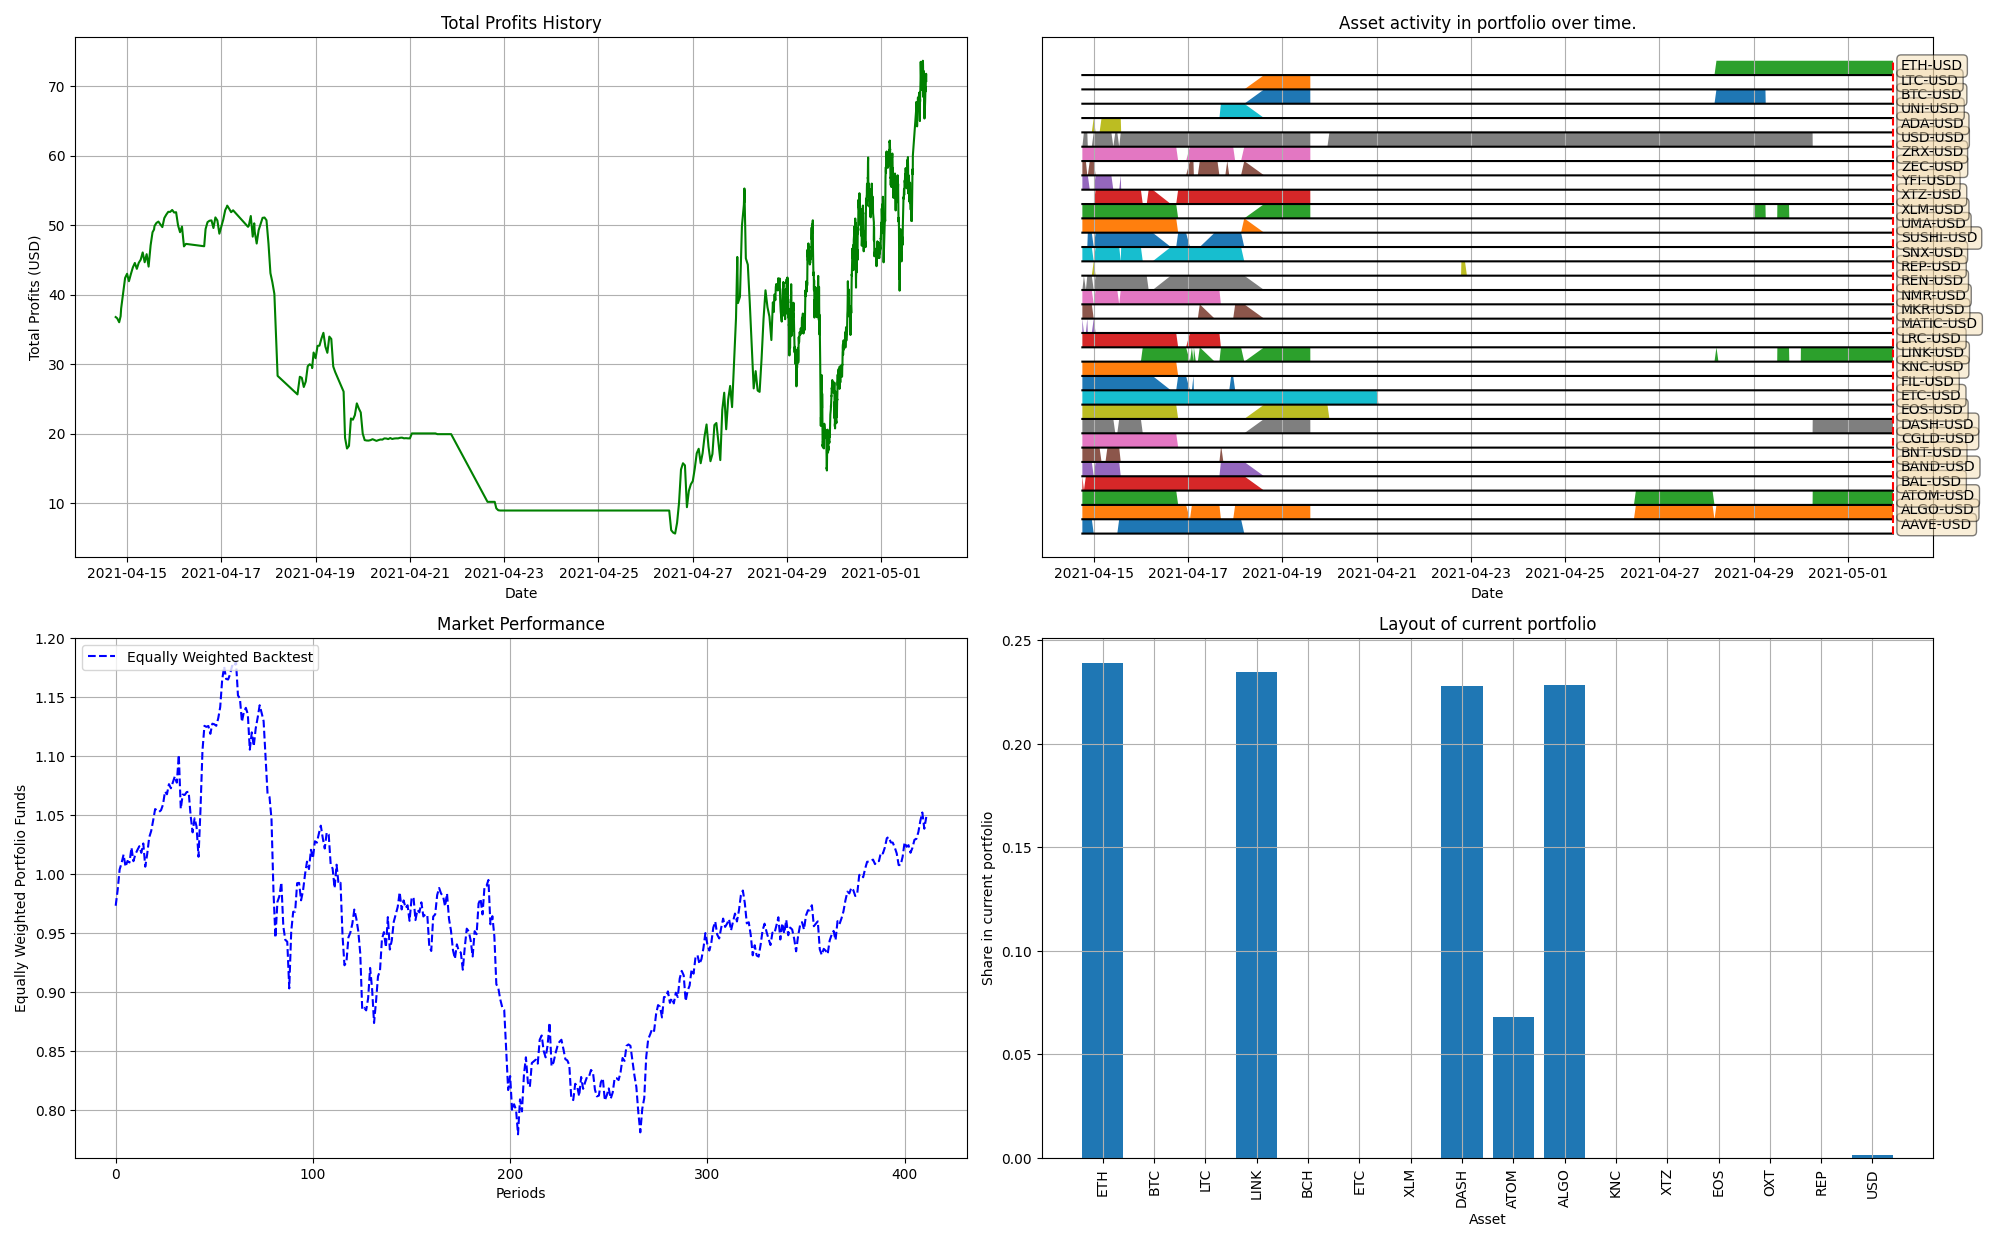 Total Profits History
Total Profits (USD)
70
60
50
40
30
20
10
2021-04-15 2021-04-17 2021-04-19 2021-04-21 2021-04-23 2021-04-25 2021-04-27 2021-04-29 2021-05-01
Date
Asset activity in portfolio over time.
ETH-USD
LTC-USD
BTC-USD
UNI-USD
ADA-USD
USD-USD
ZRX-USD
ZEC-USD
YFI-USD
XTZ-USD
XLM-USD
UMA-USD
SUSHI-USD
SNX-USD
REP-USD
REN-USD
NMR-USD
MKR-USD
MATIC-USD
LRC-USD
LINK-USD
KNC-USD
FIL-USD
ETC-USD
EOS-USD
DASH-USD
CGLD-USD
BNT-USD
BAND-USD
BAL-USD
ATOM-USD
ALGO-USD
AAVE-USD
2021-04-15 2021-04-17 2021-04-19 2021-04-21 2021-04-23 2021-04-25 2021-04-27 2021-04-29 2021-05-01
Date
Market Performance
Equally Weighted Backtest
Equally Weighted Portfolio Funds
1.20
1.15
1.10
1.05
1.00
0.95
0.90
0.85
0.80
0 100 200 300 400
Periods
Layout of current portfolio
Share in current portfolio
0.25
0.20
0.15
0.10
0.05
0.00
ETH
BTC
LTC
LINK
BCH
ETC
XLM
DASH
ATOM
ALGO
KNC
XTZ
EOS
OXT
REP
USD
Asset